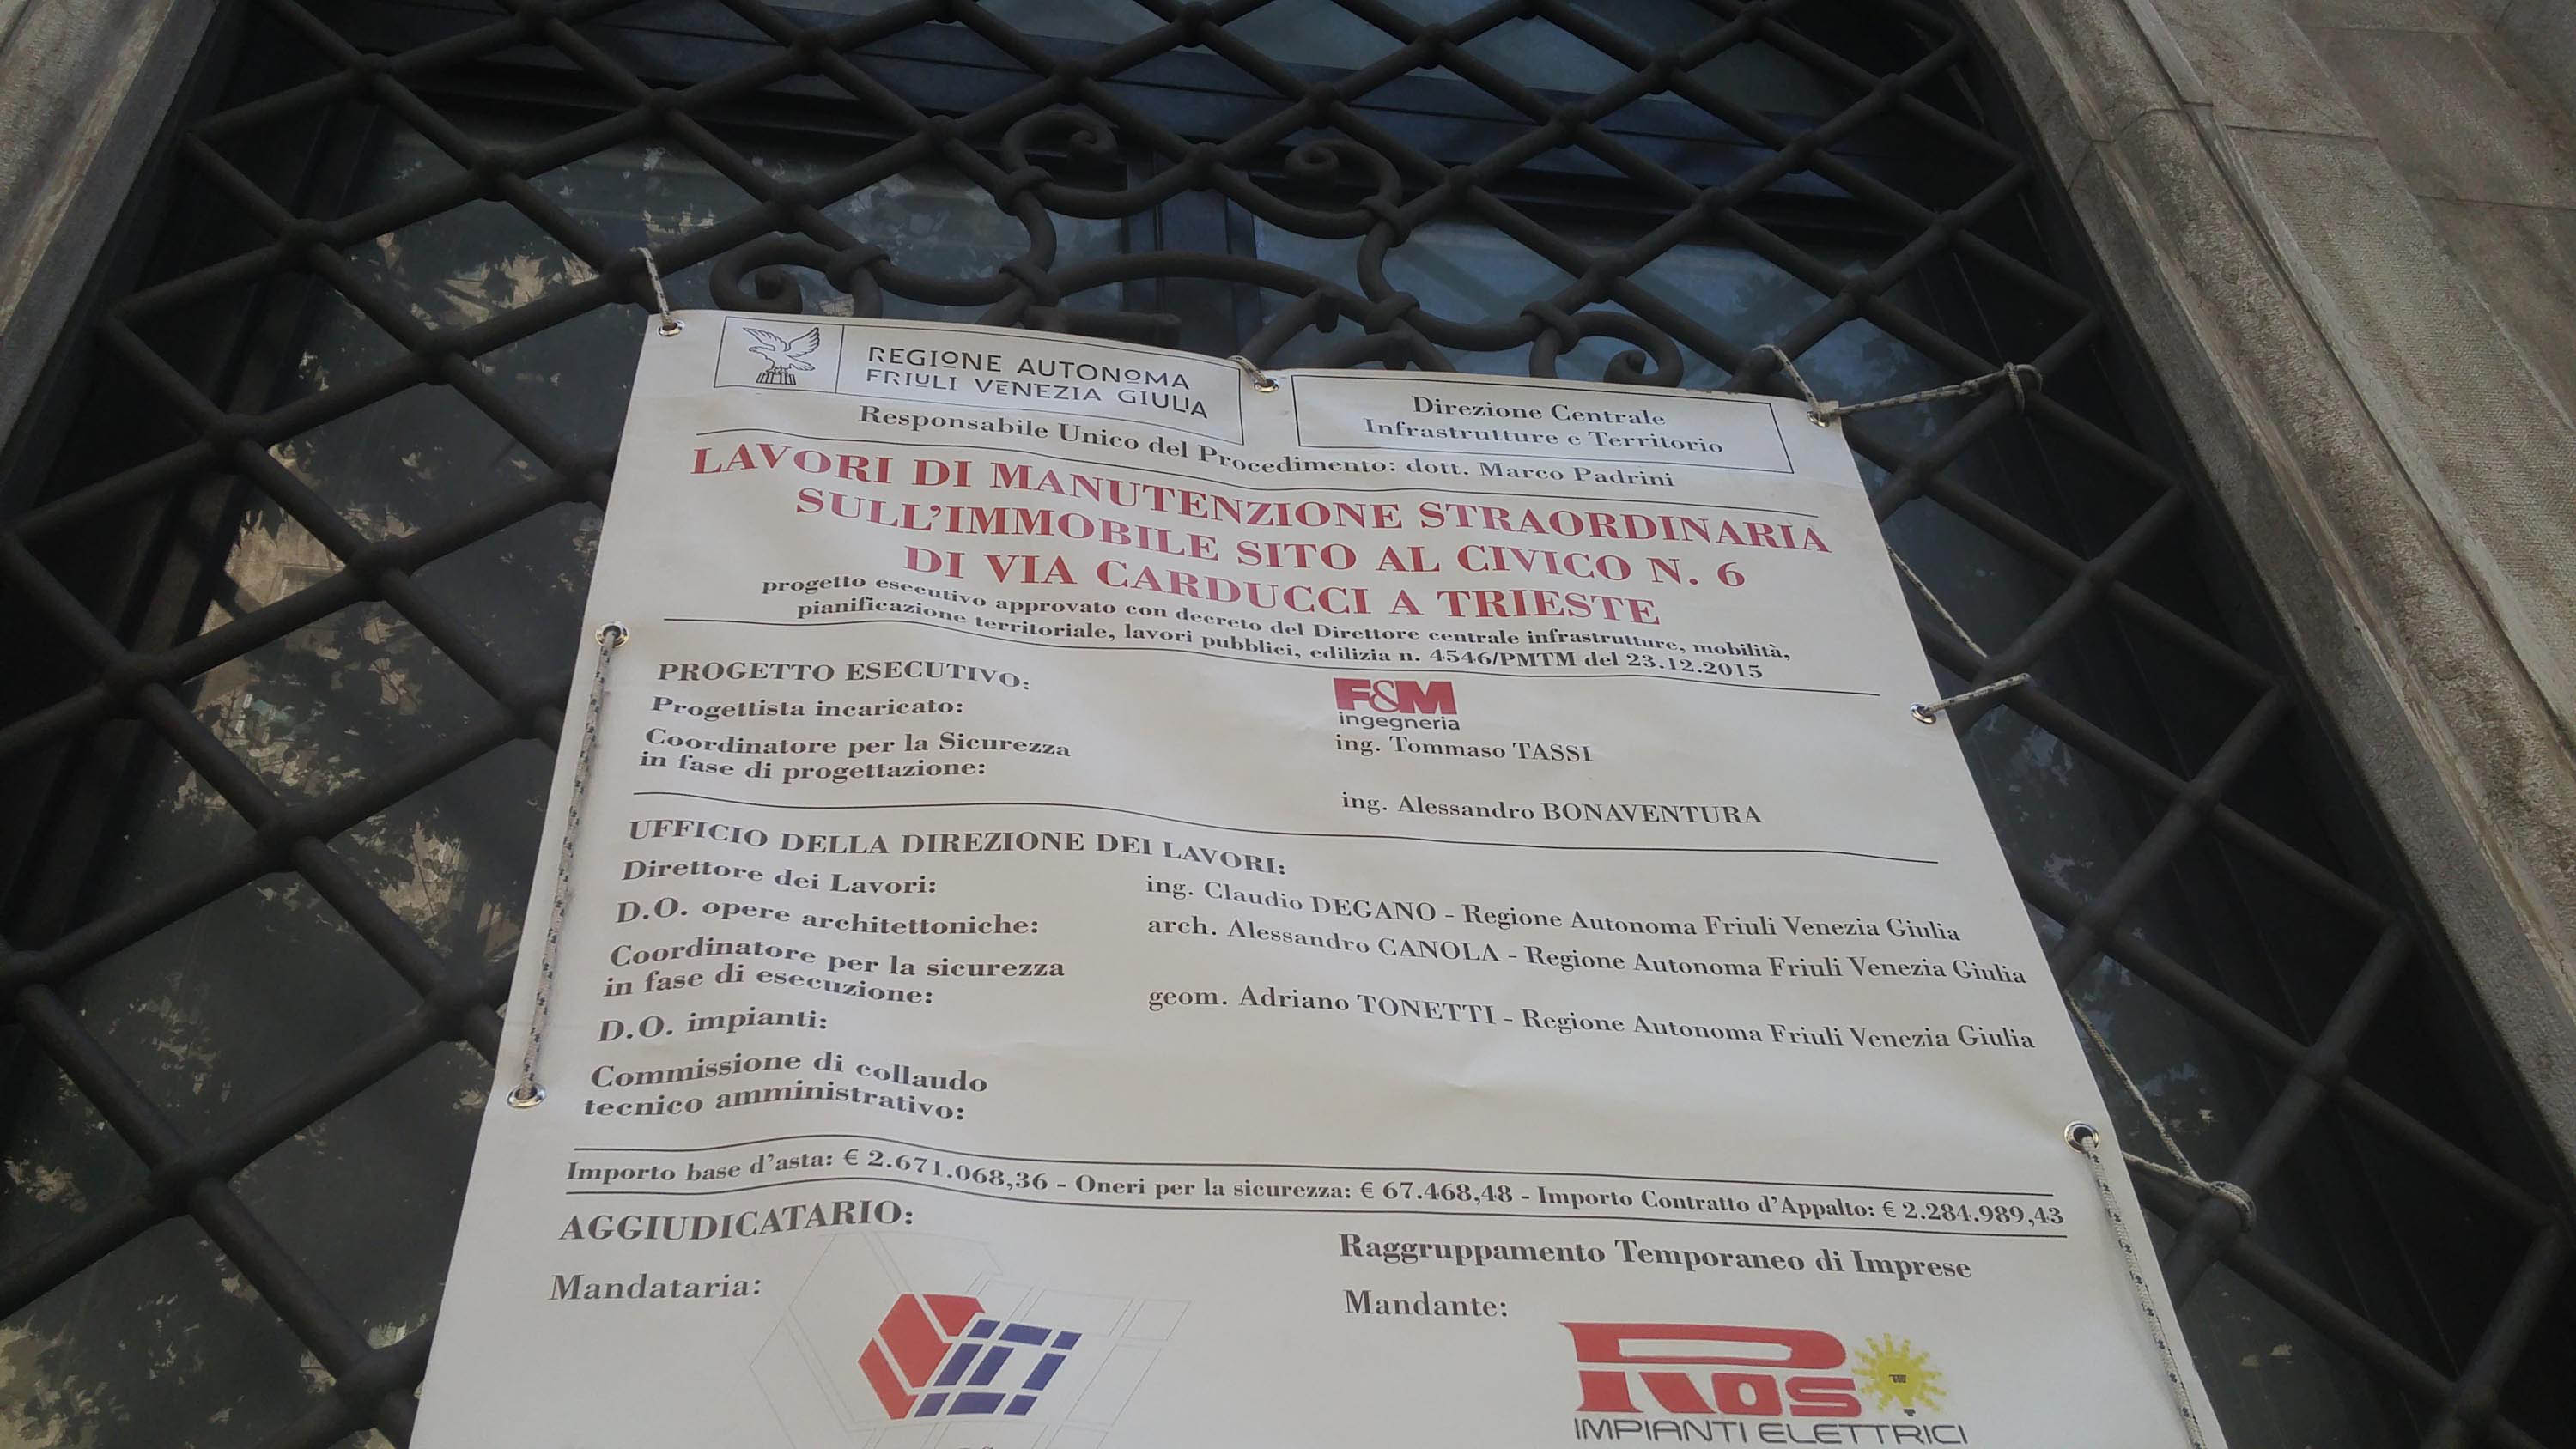 REGIONE AUTONOMA
FRIULI VENEZIA GIULIA
Direzione Centrale
Infrastrutture e Territorio
Responsabile Unico del Procedimento: dott. Marco Padrini
LAVORI DI MANUTENZIONE STRAORDINARIA
SULL'IMMOBILE SITO AL CIVICO N. 6
DI VIA CARDUCCI A TRIESTE
progetto esecutivo approvato con decreto del Direttore centrale infrastrutture, mobilità,
pianificazione territoriale, lavori pubblici, edilizia n. 4546/PMTM del 23.12.2015
PROGETTO ESECUTIVO:
F&M
ingegneria
Progettista incaricato:
ing. Tommaso TASSI
Coordinatore per la Sicurezza
in fase di progettazione:
ing. Alessandro BONAVENTURA
UFFICIO DELLA DIREZIONE DEI LAVORI:
Direttore dei Lavori:
ing. Claudio DEGANO - Regione Autonoma Friuli Venezia Giulia
D.O. opere architettoniche:
arch. Alessandro CANOLA - Regione Autonoma Friuli Venezia Giulia
Coordinatore per la sicurezza
in fase di esecuzione:
geom. Adriano TONETTI - Regione Autonoma Friuli Venezia Giulia
D.O. impianti:
Commissione di collaudo
tecnico amministrativo:
Importo base d'asta: € 2.671.068,36 - Oneri per la sicurezza: € 67.468,48 - Importo Contratto d'Appalto: € 2.284.989,43
AGGIUDICATARIO:
Raggruppamento Temporaneo di Imprese
Mandataria:
Mandante:
ROS
IMPIANTI ELETTRICI